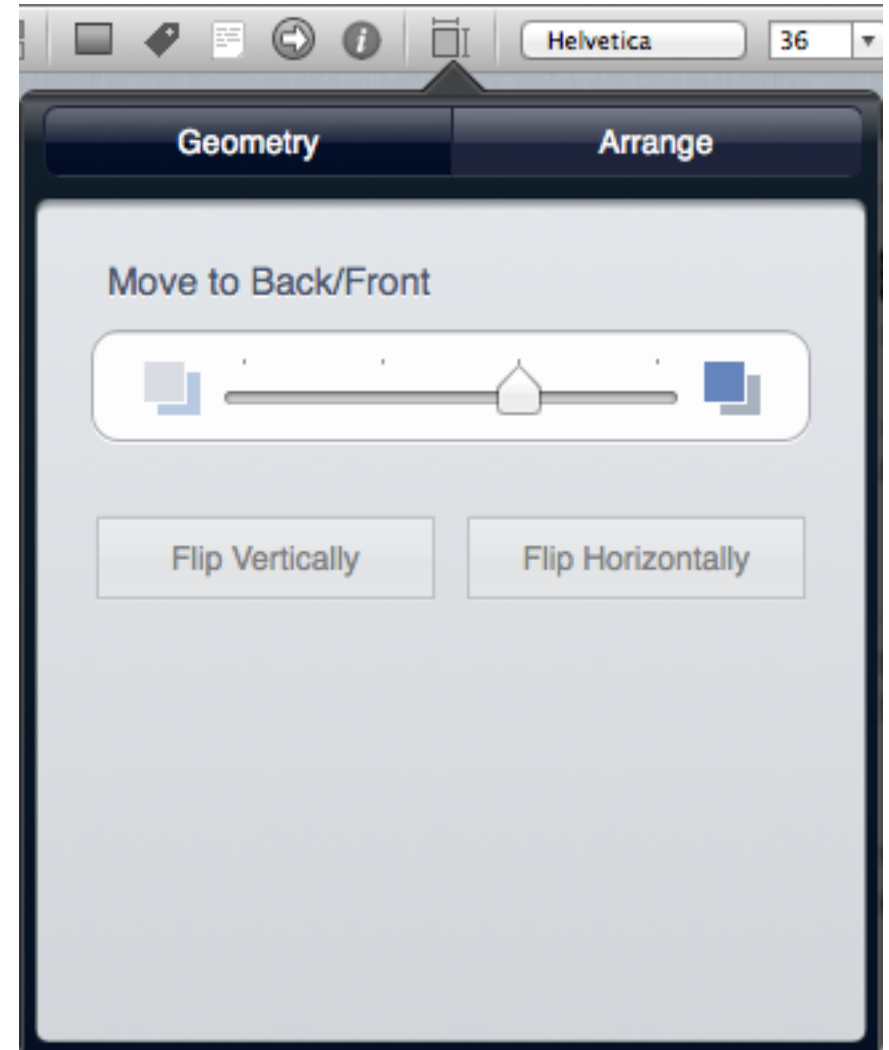 Helvetica 36
Geometry Arrange
Move to Back/Front
Flip Vertically Flip Horizontally